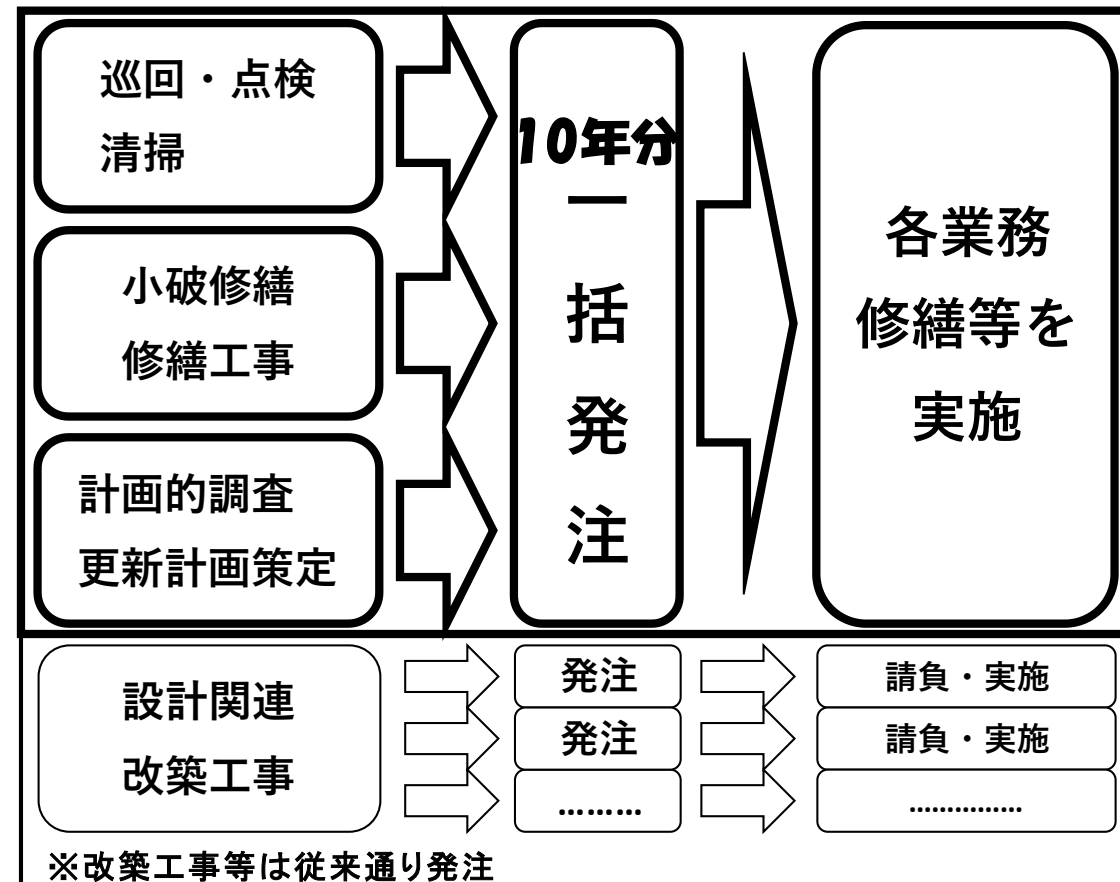 巡回・点検
清掃
小破修繕
修繕工事
計画的調査
更新計画策定
10年分
一括発注
各業務
修繕等を
実施
設計関連
改築工事
発注
請負・実施
発注
請負・実施
………
……………
※改築工事等は従来通り発注